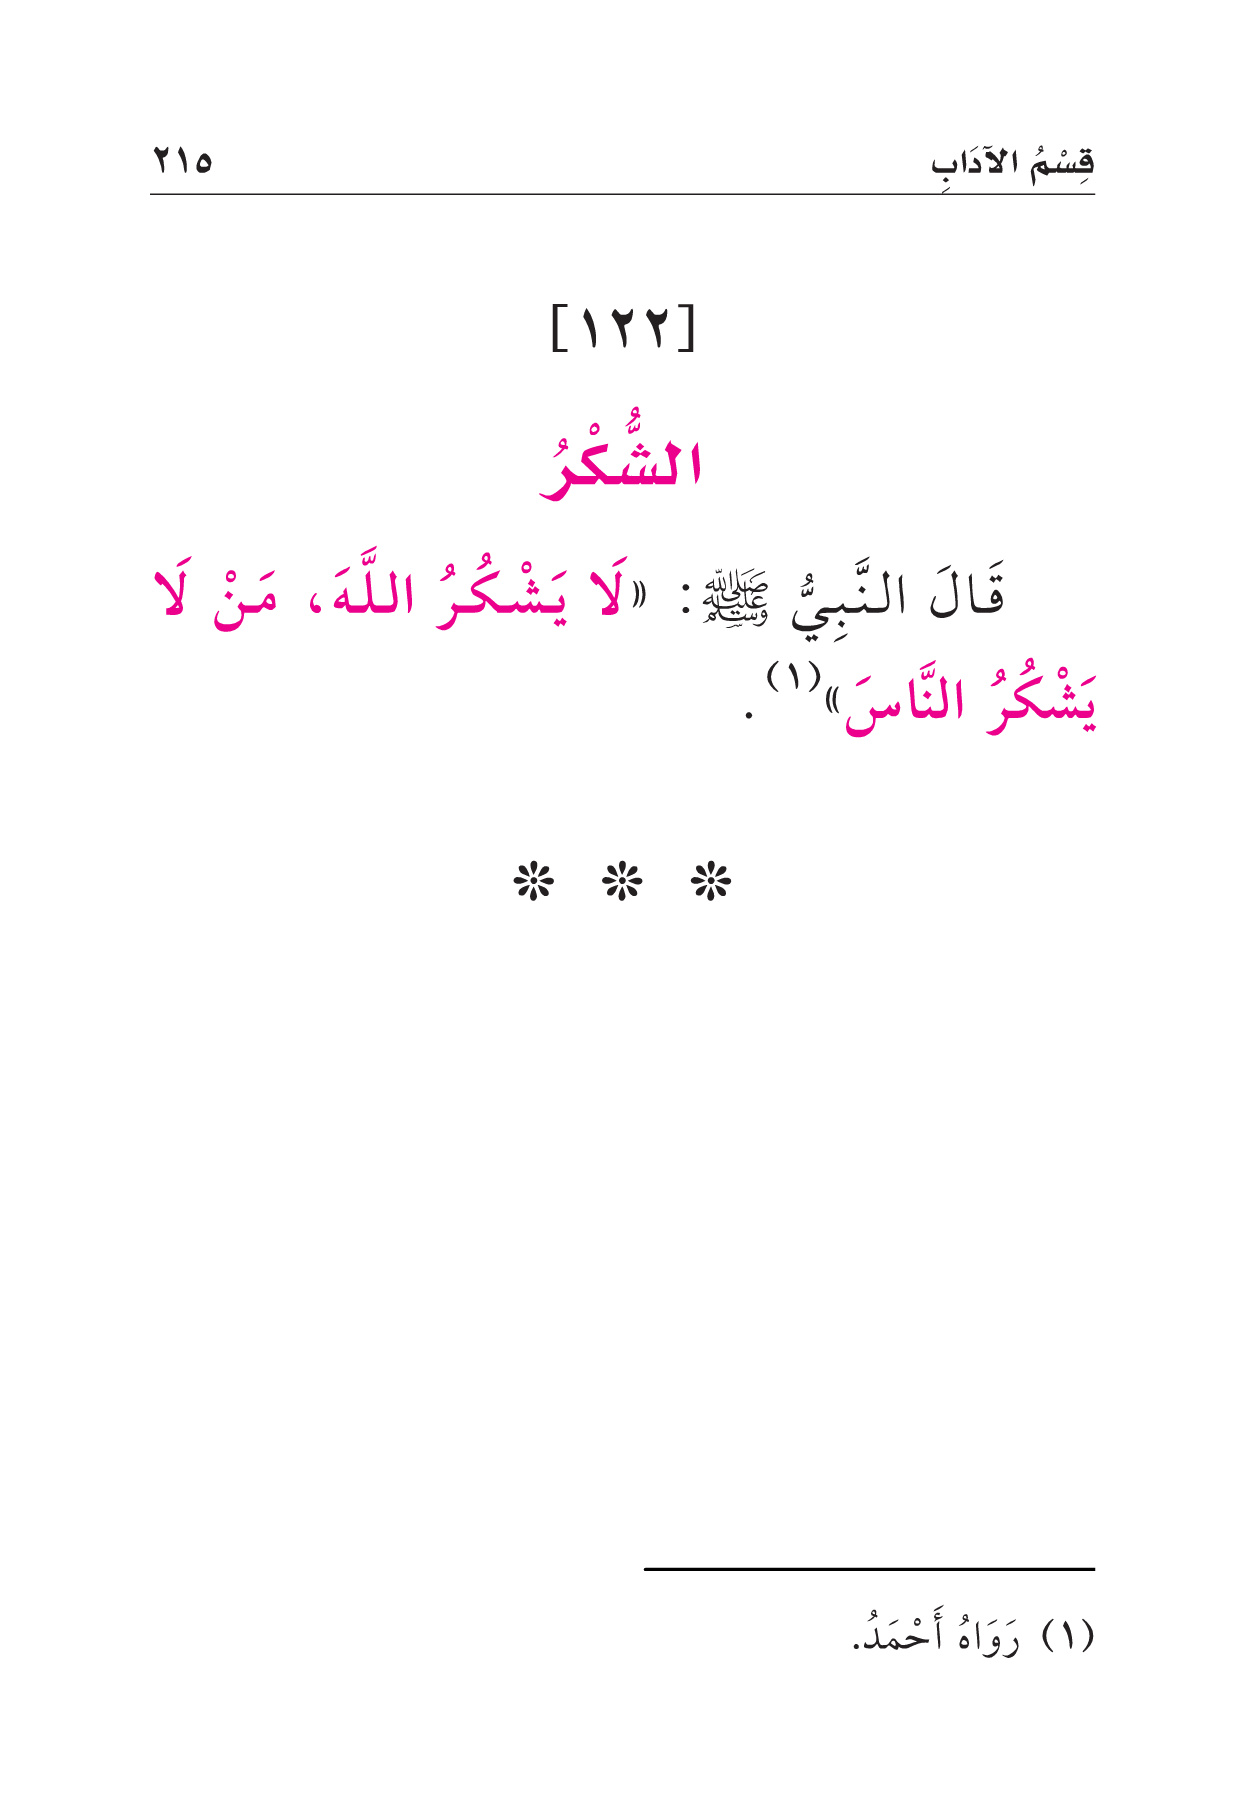 قِسْمُ الآدَابِ ٢١٥
[١٢٢]
الشُّكْرُ
قَالَ النَّبِيُّ ﷺ: «لَا يَشْكُرُ اللَّهَ، مَنْ لَا
يَشْكُرُ النَّاسَ»(١).
(١) رَوَاهُ أَحْمَدُ.